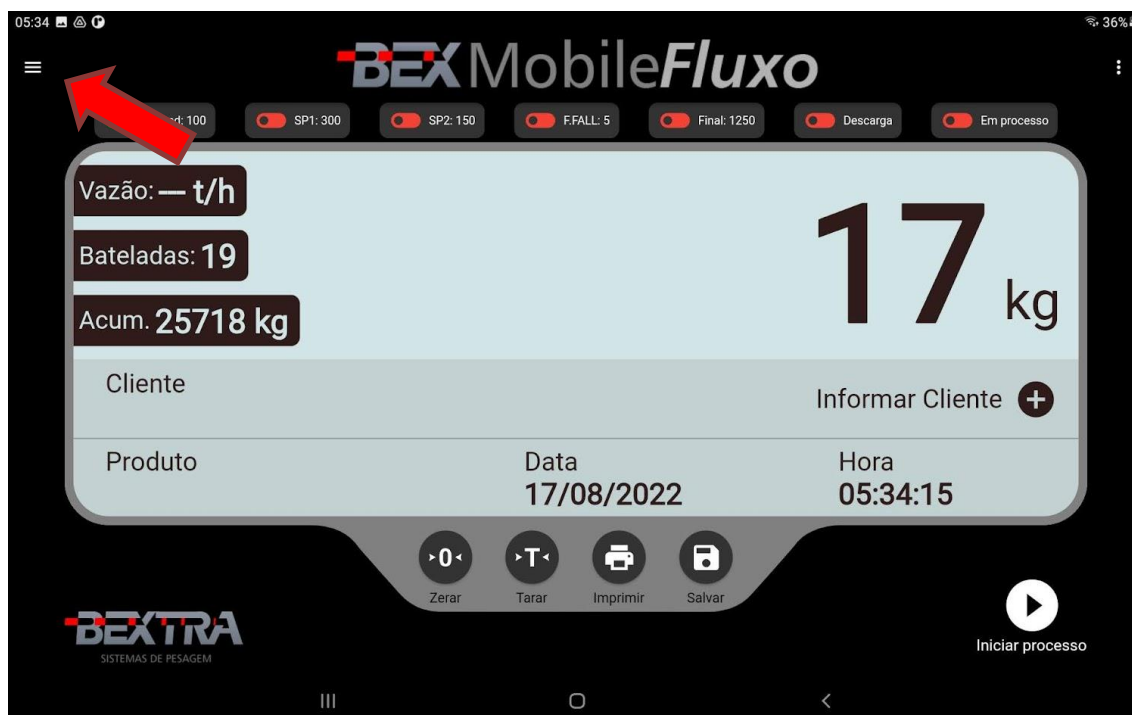 05:34
36%
BEX MobileFluxo
nd: 100
SP1: 300
SP2: 150
F.FALL: 5
Final: 1250
Descarga
Em processo
Vazão: --- t/h
Bateladas: 19
Acum. 25718 kg
17 kg
Cliente
Informar Cliente +
Produto
Data
17/08/2022
Hora
05:34:15
>0<
Zerar
>T<
Tarar
Imprimir
Salvar
BEXTRA
SISTEMAS DE PESAGEM
Iniciar processo